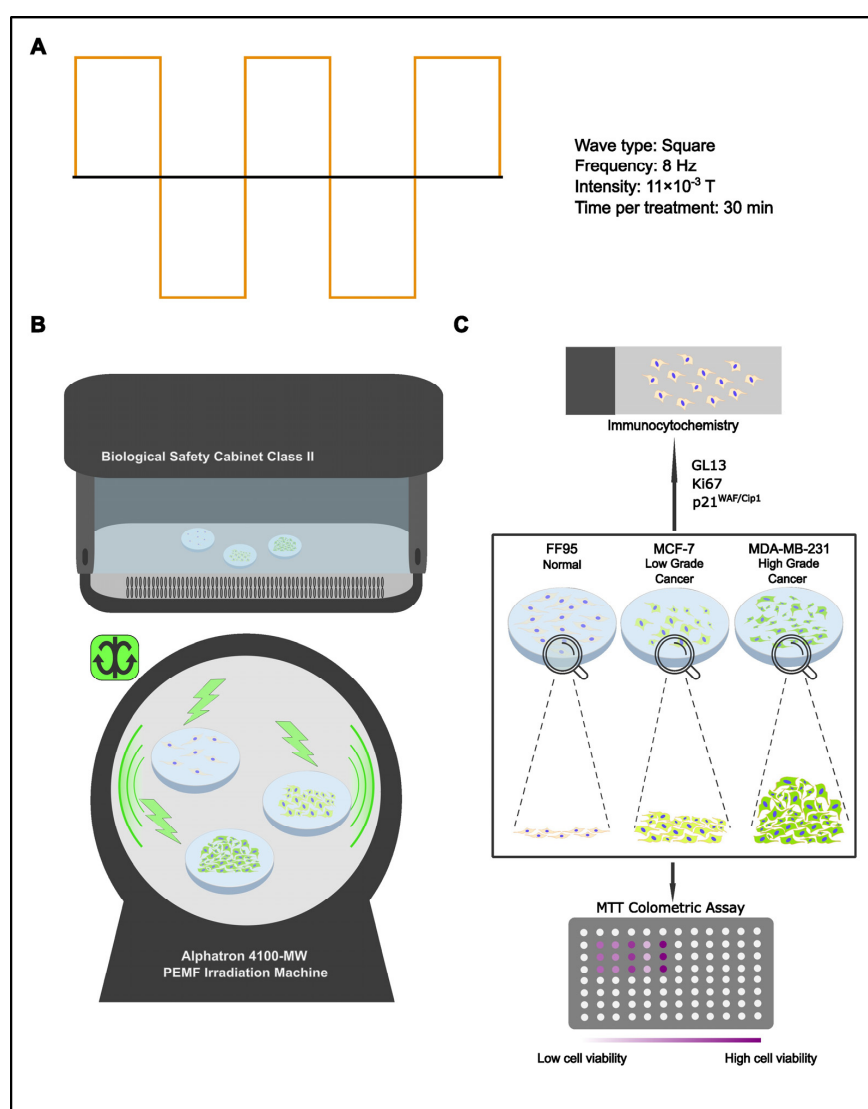 A
Wave type: Square
Frequency: 8 Hz
Intensity: 11×10⁻³ T
Time per treatment: 30 min
B
Biological Safety Cabinet Class II
Alphatron 4100-MW
PEMF Irradiation Machine
C
Immunocytochemistry
GL13
Ki67
p21ᵂᴬᶠ/ᶜⁱᵖ¹
FF95
Normal
MCF-7
Low Grade
Cancer
MDA-MB-231
High Grade
Cancer
MTT Colometric Assay
Low cell viability
High cell viability